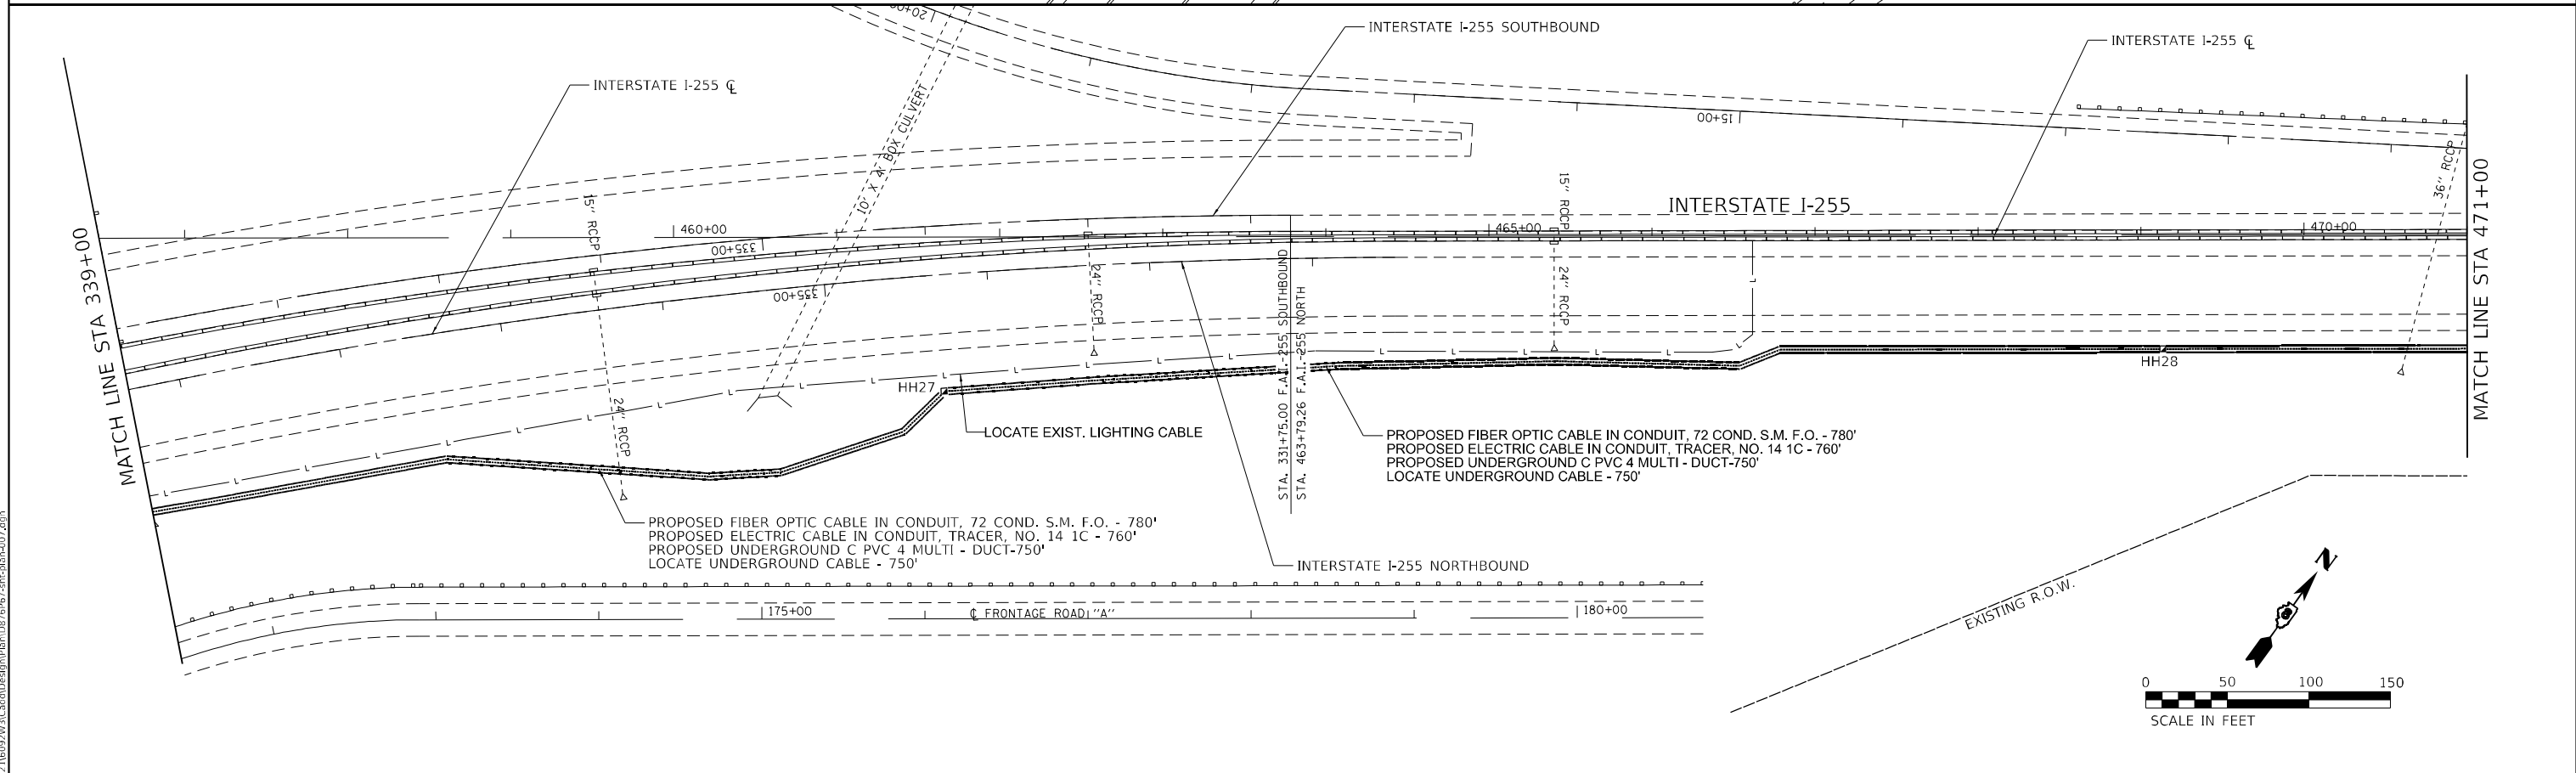 20+00
INTERSTATE I-255 SOUTHBOUND
INTERSTATE I-255 ℄
INTERSTATE I-255 ℄
10' X 4' BOX CULVERT
15+00
36" RCCP
15" RCCP
15" RCCP
INTERSTATE I-255
460+00
465+00
470+00
335+00
335+00
24" RCCP
24" RCCP
24" RCCP
MATCH LINE STA 339+00
MATCH LINE STA 471+00
STA. 331+75.00 F.A.I-255 SOUTHBOUND
STA. 463+79.26 F.A.I-255 NORTH
L L L L L L L L L L L L L L L L L L
HH27
HH28
LOCATE EXIST. LIGHTING CABLE
PROPOSED FIBER OPTIC CABLE IN CONDUIT, 72 COND. S.M. F.O. - 780'
PROPOSED ELECTRIC CABLE IN CONDUIT, TRACER, NO. 14 1C - 760'
PROPOSED UNDERGROUND C PVC 4 MULTI - DUCT-750'
LOCATE UNDERGROUND CABLE - 750'
PROPOSED FIBER OPTIC CABLE IN CONDUIT, 72 COND. S.M. F.O. - 780'
PROPOSED ELECTRIC CABLE IN CONDUIT, TRACER, NO. 14 1C - 760'
PROPOSED UNDERGROUND C PVC 4 MULTI - DUCT-750'
LOCATE UNDERGROUND CABLE - 750'
INTERSTATE I-255 NORTHBOUND
175+00
℄ FRONTAGE ROAD "A"
180+00
EXISTING R.O.W.
N
0 50 100 150
SCALE IN FEET